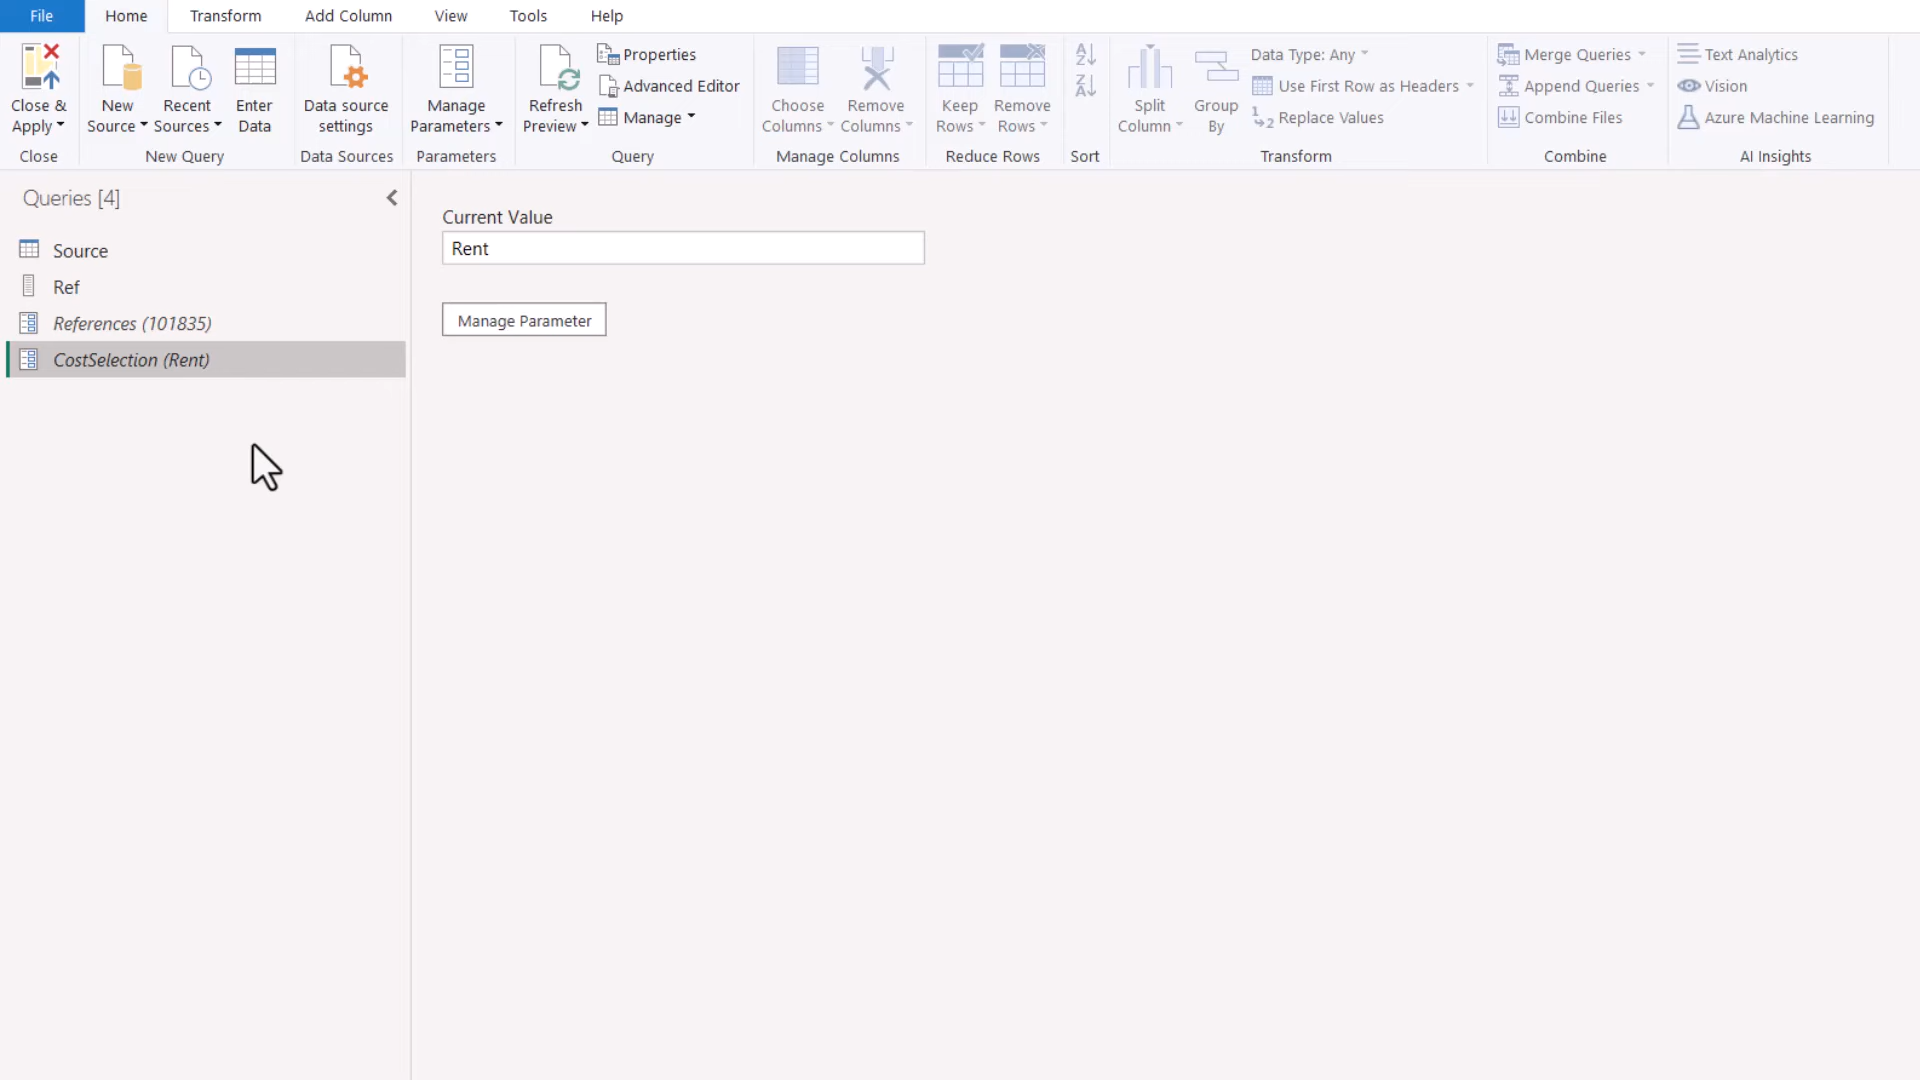 File
Home
Transform
Add Column
View
Tools
Help
Close &
Apply
New
Source
Recent
Sources
Enter
Data
Data source
settings
Manage
Parameters
Refresh
Preview
Properties
Advanced Editor
Manage
Choose
Columns
Remove
Columns
Keep
Rows
Remove
Rows
A
Z
Z
A
Split
Column
Group
By
Data Type: Any
Use First Row as Headers
1
2
Replace Values
Merge Queries
Append Queries
Combine Files
Text Analytics
Vision
Azure Machine Learning
Close
New Query
Data Sources
Parameters
Query
Manage Columns
Reduce Rows
Sort
Transform
Combine
AI Insights
Queries [4]
Source
Ref
References (101835)
CostSelection (Rent)
Current Value
Rent
Manage Parameter